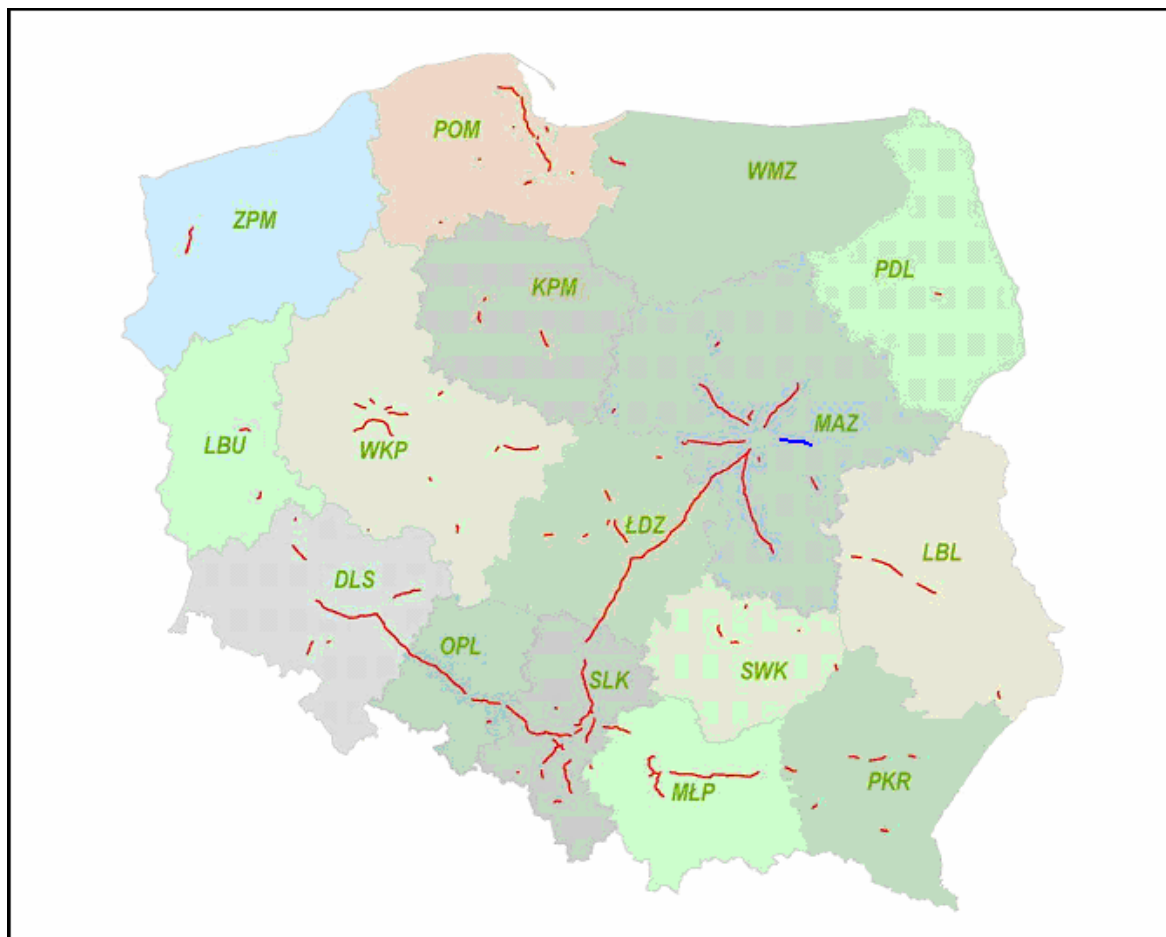 POM
WMZ
ZPM
PDL
KPM
MAZ
LBU
WKP
ŁDZ
LBL
DLS
OPL
SLK
SWK
MŁP
PKR